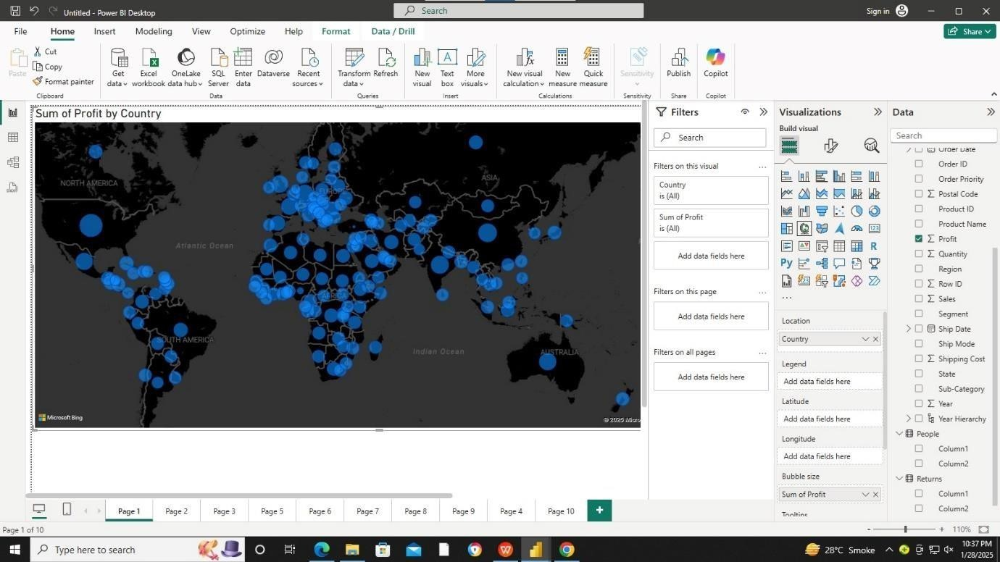 Untitled - Power BI Desktop
Search
Sign in
File Home Insert Modeling View Optimize Help Format Data / Drill
Share
Paste
Cut
Copy
Format painter
Clipboard
Get data
Excel workbook
OneLake data hub
SQL Server
Enter data
Dataverse
Recent sources
Data
Transform data
Refresh
Queries
New visual
Text box
More visuals
Insert
New visual calculation
New measure
Quick measure
Calculations
Sensitivity
Sensitivity
Publish
Share
Copilot
Copilot
Sum of Profit by Country
NORTH AMERICA
EUROPE
ASIA
Atlantic Ocean
AFRICA
SOUTH AMERICA
Indian Ocean
AUSTRALIA
Microsoft Bing
© 2025 Micro
Filters
Search
Filters on this visual
Country
is (All)
Sum of Profit
is (All)
Add data fields here
Filters on this page
Add data fields here
Filters on all pages
Add data fields here
Visualizations
Build visual
123
R
Py
Location
Country
Legend
Add data fields here
Latitude
Add data fields here
Longitude
Add data fields here
Bubble size
Sum of Profit
Tooltips
Data
Search
Order Date
Order ID
Order Priority
Postal Code
Product ID
Product Name
Profit
Quantity
Region
Row ID
Sales
Segment
Ship Date
Ship Mode
Shipping Cost
State
Sub-Category
Year
Year Hierarchy
People
Column1
Column2
Returns
Column1
Column2
Page 1 Page 2 Page 3 Page 5 Page 6 Page 7 Page 8 Page 9 Page 4 Page 10
Page 1 of 10
110%
Type here to search
28°C Smoke
10:37 PM
1/28/2025